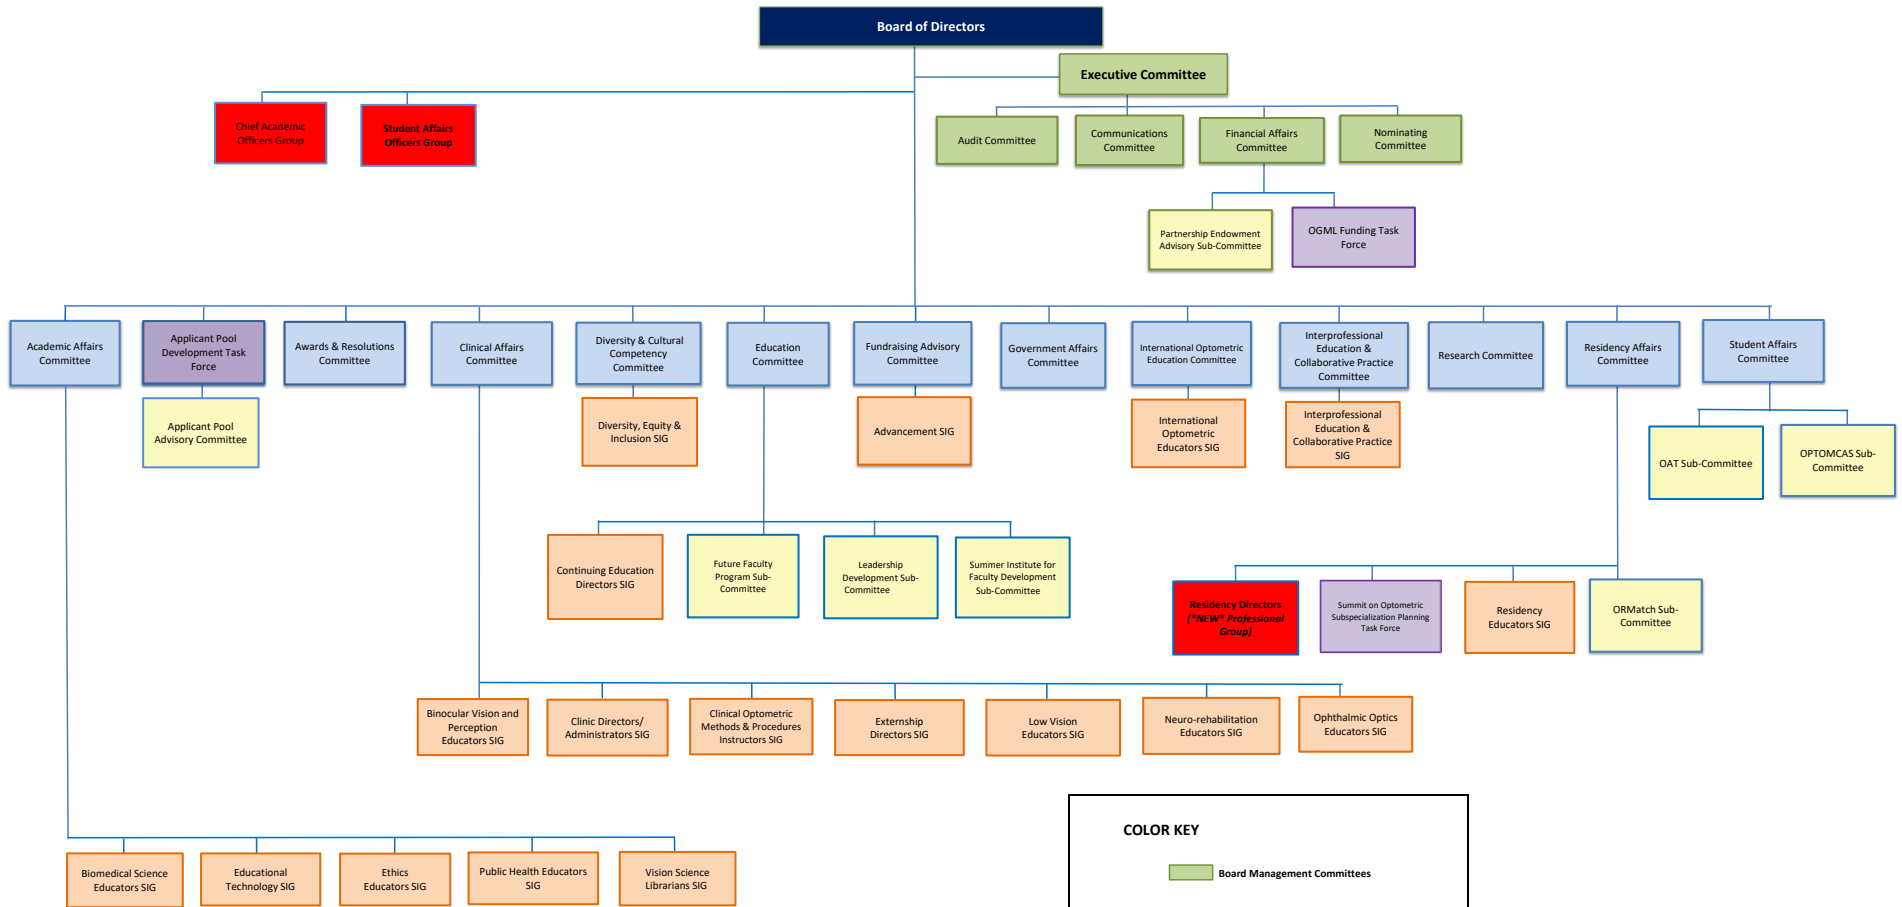 Board of Directors
Executive Committee
Chief Academic
Officers Group
Student Affairs
Officers Group
Audit Committee
Communications
Committee
Financial Affairs
Committee
Nominating
Committee
Partnership Endowment
Advisory Sub-Committee
OGML Funding Task
Force
Academic Affairs
Committee
Applicant Pool
Development Task
Force
Awards & Resolutions
Committee
Clinical Affairs
Committee
Diversity & Cultural
Competency
Committee
Education
Committee
Fundraising Advisory
Committee
Government Affairs
Committee
International Optometric
Education Committee
Interprofessional
Education &
Collaborative Practice
Committee
Research Committee
Residency Affairs
Committee
Student Affairs
Committee
Applicant Pool
Advisory Committee
Diversity, Equity &
Inclusion SIG
Advancement SIG
International
Optometric
Educators SIG
Interprofessional
Education &
Collaborative Practice
SIG
OAT Sub-Committee
OPTOMCAS Sub-
Committee
Continuing Education
Directors SIG
Future Faculty
Program Sub-
Committee
Leadership
Development Sub-
Committee
Summer Institute for
Faculty Development
Sub-Committee
Residency Directors
(*NEW* Professional
Group)
Summit on Optometric
Subspecialization Planning
Task Force
Residency
Educators SIG
ORMatch Sub-
Committee
Binocular Vision and
Perception
Educators SIG
Clinic Directors/
Administrators SIG
Clinical Optometric
Methods & Procedures
Instructors SIG
Externship
Directors SIG
Low Vision
Educators SIG
Neuro-rehabilitation
Educators SIG
Ophthalmic Optics
Educators SIG
Biomedical Science
Educators SIG
Educational
Technology SIG
Ethics
Educators SIG
Public Health Educators
SIG
Vision Science
Librarians SIG
COLOR KEY
Board Management Committees